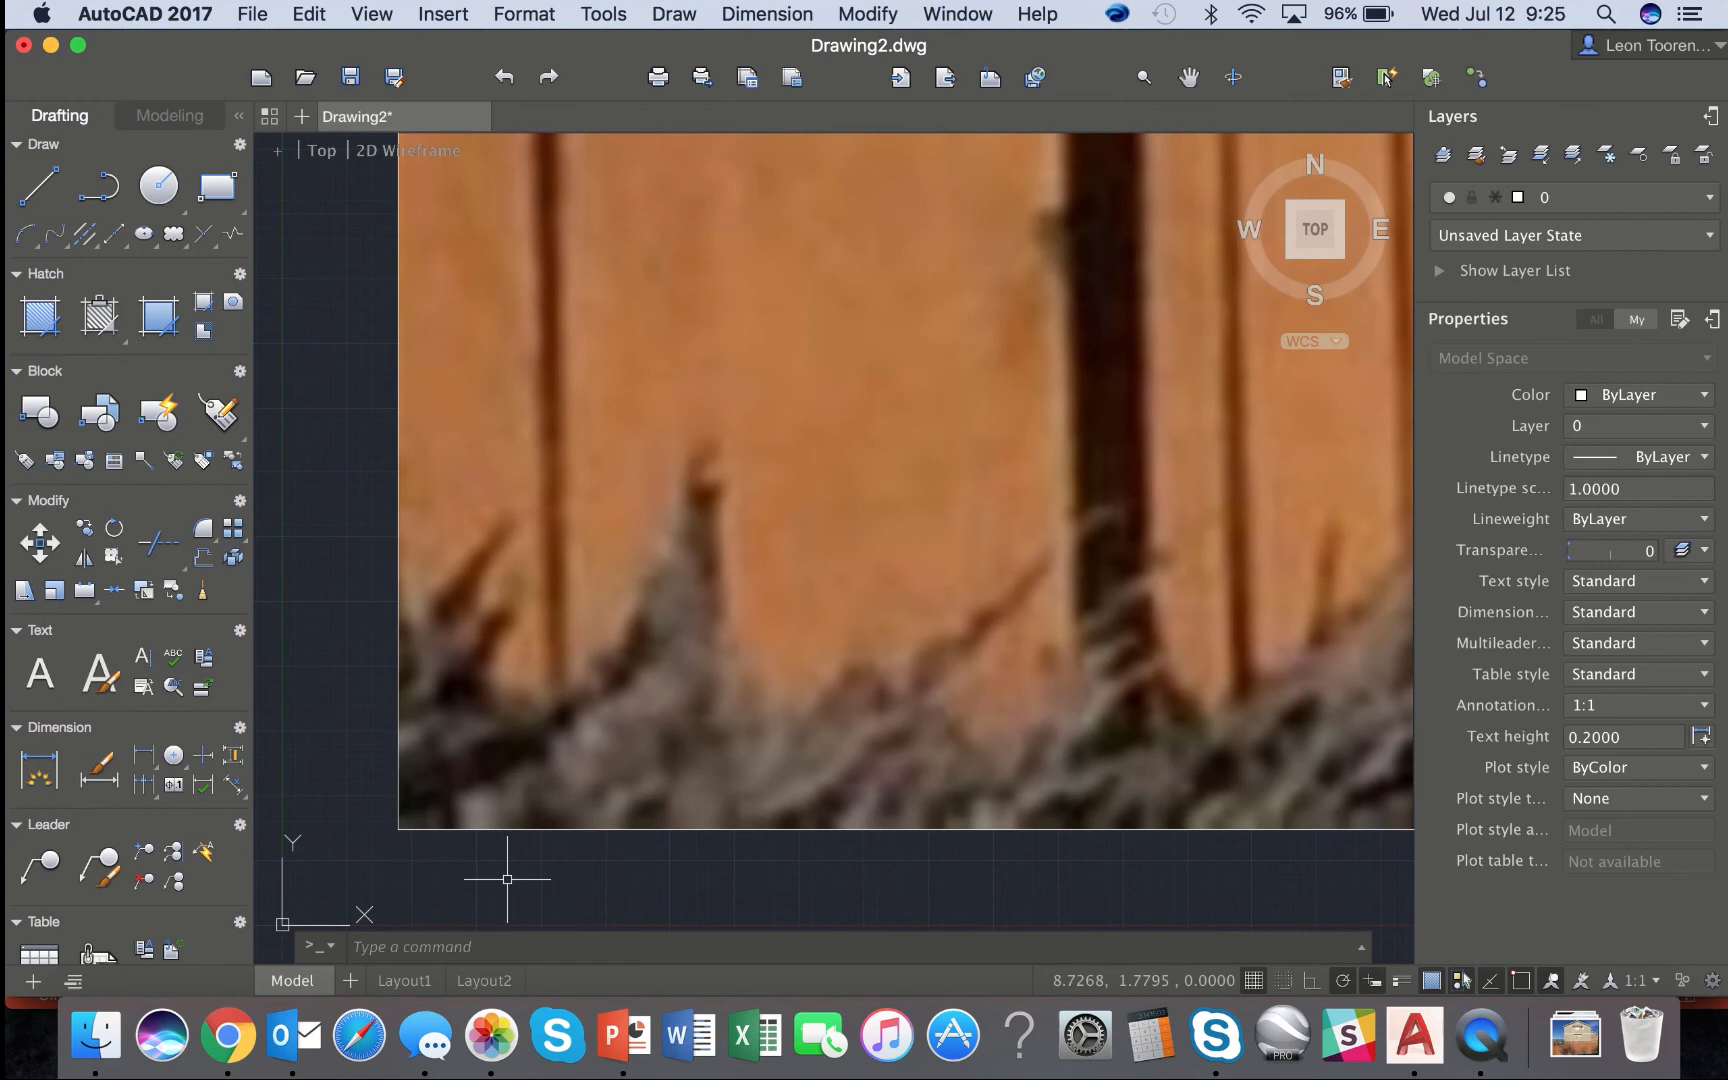 AutoCAD 2017 File Edit View Insert Format Tools Draw Dimension Modify Window Help 96% Wed Jul 12 9:25
Drawing2.dwg
Leon Tooren...
Drafting Modeling
Drawing2*
Layers
Draw
+ | Top | 2D Wireframe
N
W TOP E
S
WCS
0
Unsaved Layer State
Show Layer List
Hatch
Properties All My
Model Space
Block
Color ByLayer
Layer 0
Linetype ByLayer
Linetype sc... 1.0000
Modify
Lineweight ByLayer
Transpare... 0
Text style Standard
Dimension... Standard
Text
Multileader... Standard
A A A ABC
Table style Standard
Annotation... 1:1
Dimension
Text height 0.2000
Plot style ByColor
Plot style t... None
Leader
Plot style a... Model
Y
Plot table t... Not available
X
Table
>_ Type a command
Model Layout1 Layout2 8.7268, 1.7795 , 0.0000 1:1
PRO